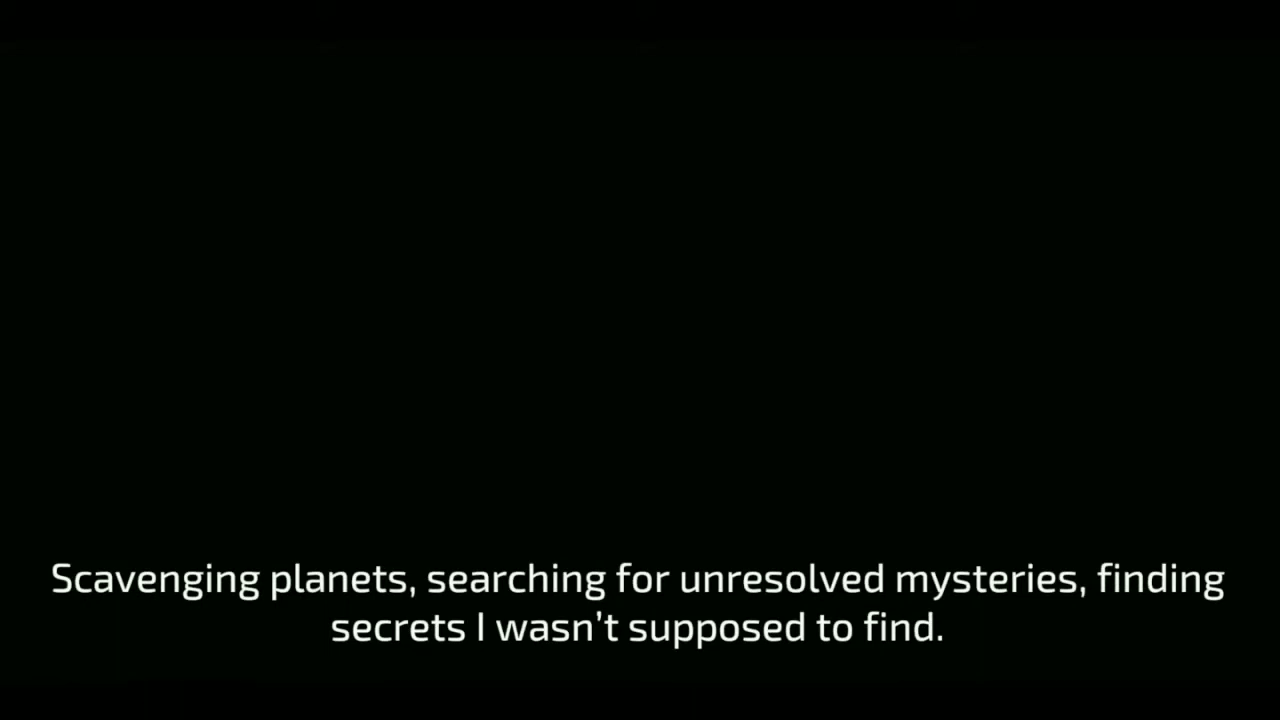 Scavenging planets, searching for unresolved mysteries, finding
secrets I wasn’t supposed to find.